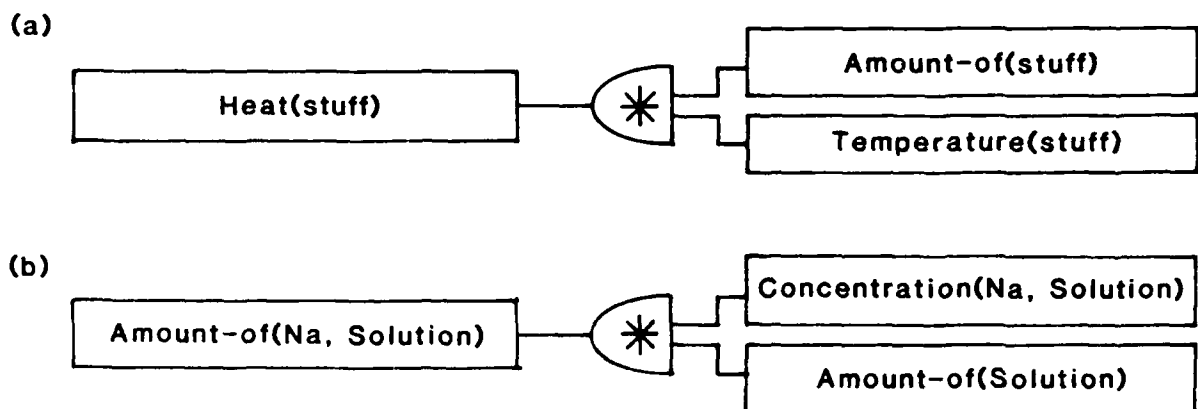 (a)
Amount-of(stuff)
Heat(stuff)
*
Temperature(stuff)
(b)
Concentration(Na, Solution)
Amount-of(Na, Solution)
*
Amount-of(Solution)